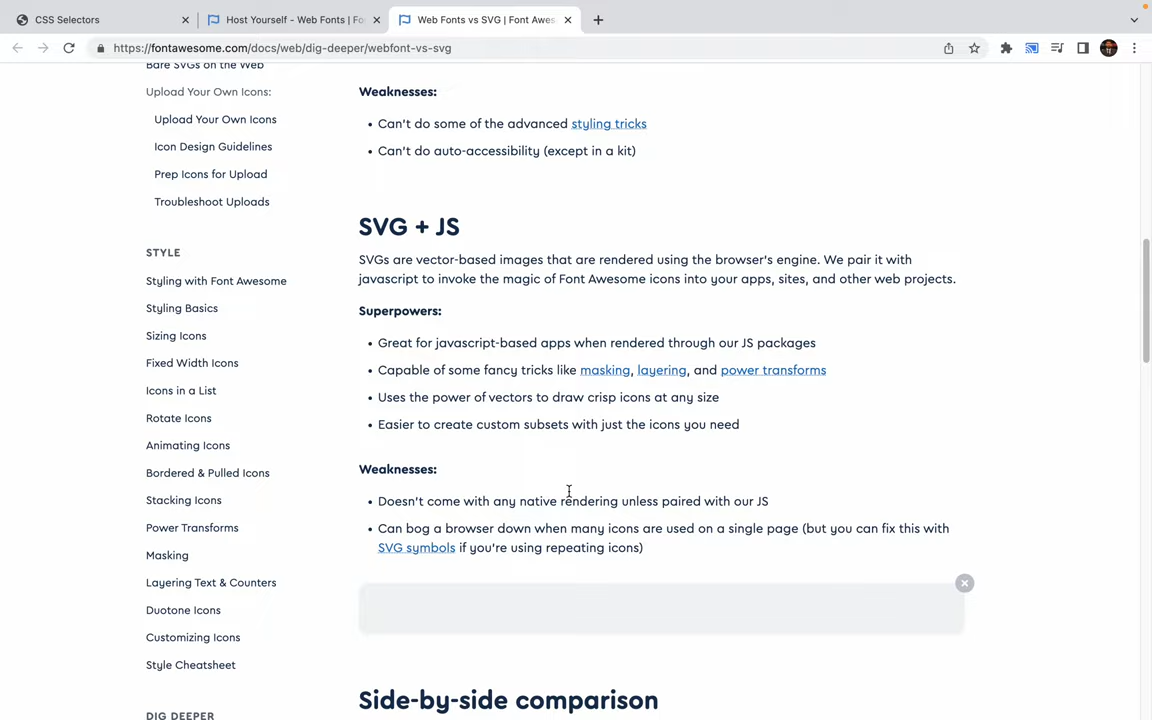 CSS Selectors
Host Yourself - Web Fonts | Fo
Web Fonts vs SVG | Font Awes
https://fontawesome.com/docs/web/dig-deeper/webfont-vs-svg
Bare SVGs on the Web
Upload Your Own Icons:
Upload Your Own Icons
Icon Design Guidelines
Prep Icons for Upload
Troubleshoot Uploads
STYLE
Styling with Font Awesome
Styling Basics
Sizing Icons
Fixed Width Icons
Icons in a List
Rotate Icons
Animating Icons
Bordered & Pulled Icons
Stacking Icons
Power Transforms
Masking
Layering Text & Counters
Duotone Icons
Customizing Icons
Style Cheatsheet
DIG DEEPER
Weaknesses:
• Can't do some of the advanced styling tricks
• Can't do auto-accessibility (except in a kit)
SVG + JS
SVGs are vector-based images that are rendered using the browser's engine. We pair it with
javascript to invoke the magic of Font Awesome icons into your apps, sites, and other web projects.
Superpowers:
• Great for javascript-based apps when rendered through our JS packages
• Capable of some fancy tricks like masking, layering, and power transforms
• Uses the power of vectors to draw crisp icons at any size
• Easier to create custom subsets with just the icons you need
Weaknesses:
• Doesn't come with any native rendering unless paired with our JS
• Can bog a browser down when many icons are used on a single page (but you can fix this with
SVG symbols if you're using repeating icons)
Side-by-side comparison